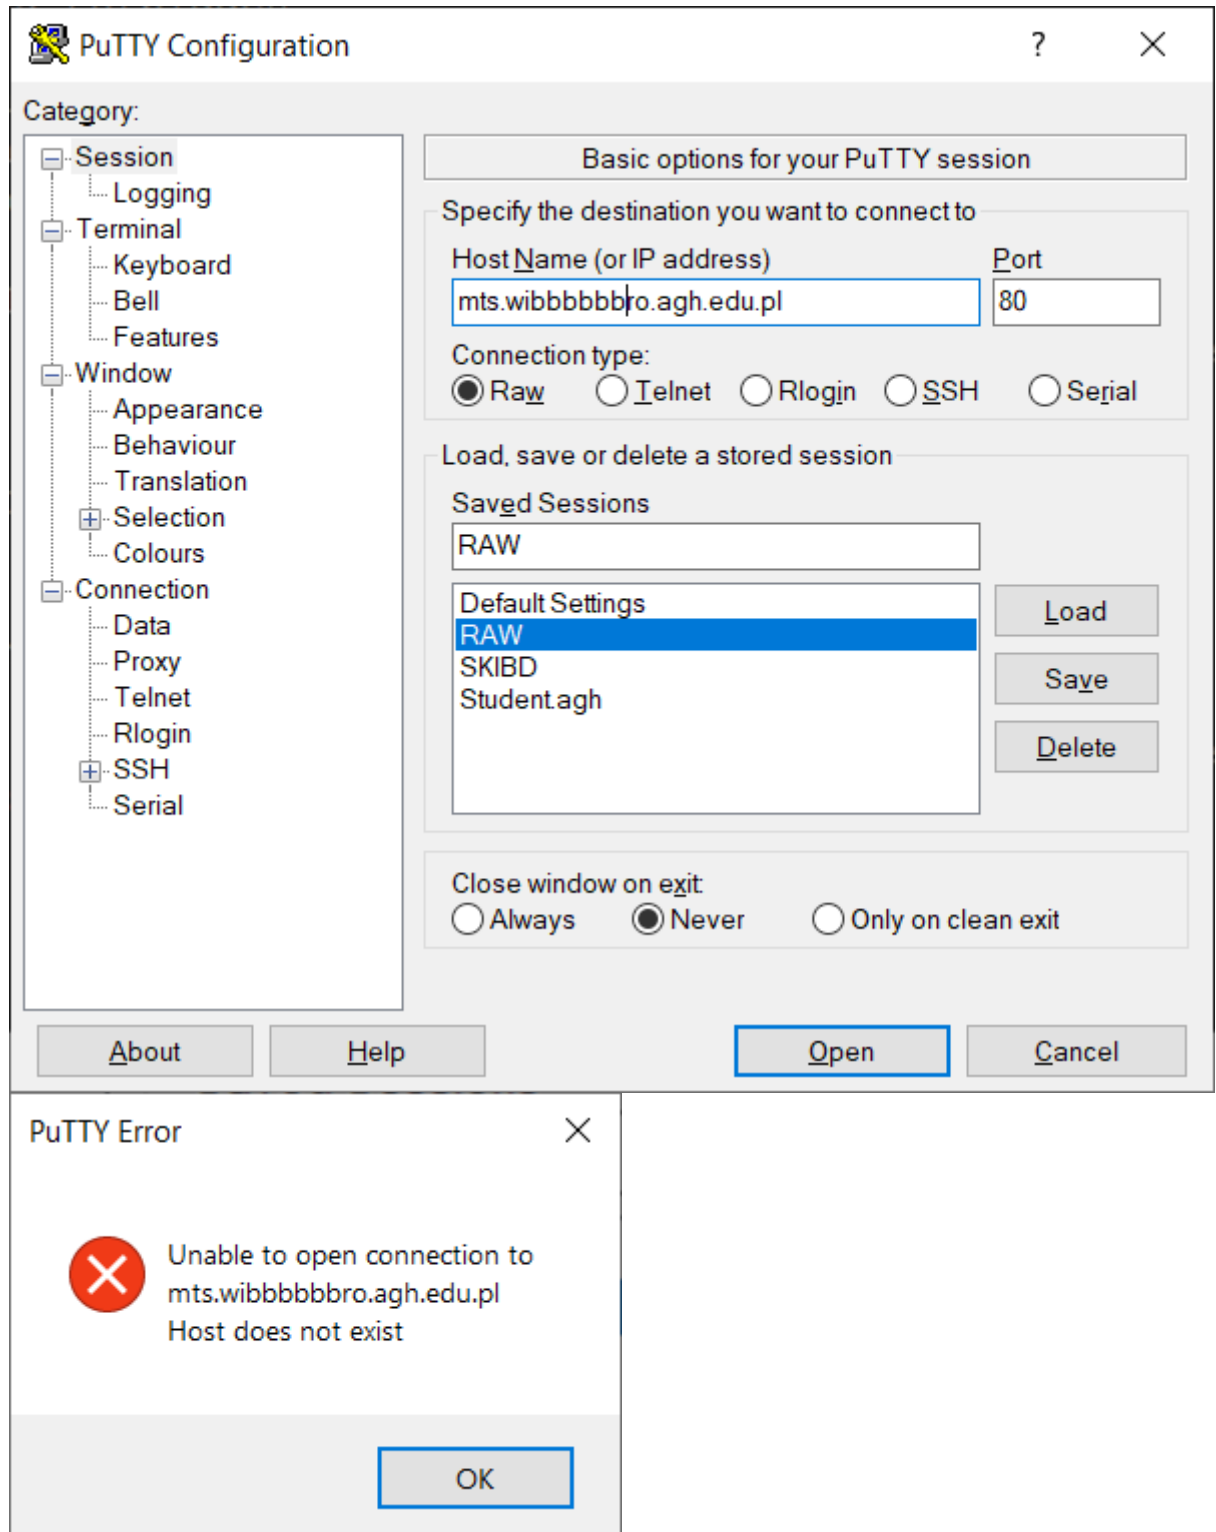 PuTTY Configuration
?
Category:
Session
Logging
Terminal
Keyboard
Bell
Features
Window
Appearance
Behaviour
Translation
Selection
Colours
Connection
Data
Proxy
Telnet
Rlogin
SSH
Serial
Basic options for your PuTTY session
Specify the destination you want to connect to
Host Name (or IP address) Port
mts.wibbbbbbro.agh.edu.pl 80
Connection type:
Raw Telnet Rlogin SSH Serial
Load, save or delete a stored session
Saved Sessions
RAW
Default Settings
RAW
SKIBD
Student.agh
Load
Save
Delete
Close window on exit:
Always Never Only on clean exit
About Help Open Cancel
PuTTY Error
Unable to open connection to
mts.wibbbbbbro.agh.edu.pl
Host does not exist
OK